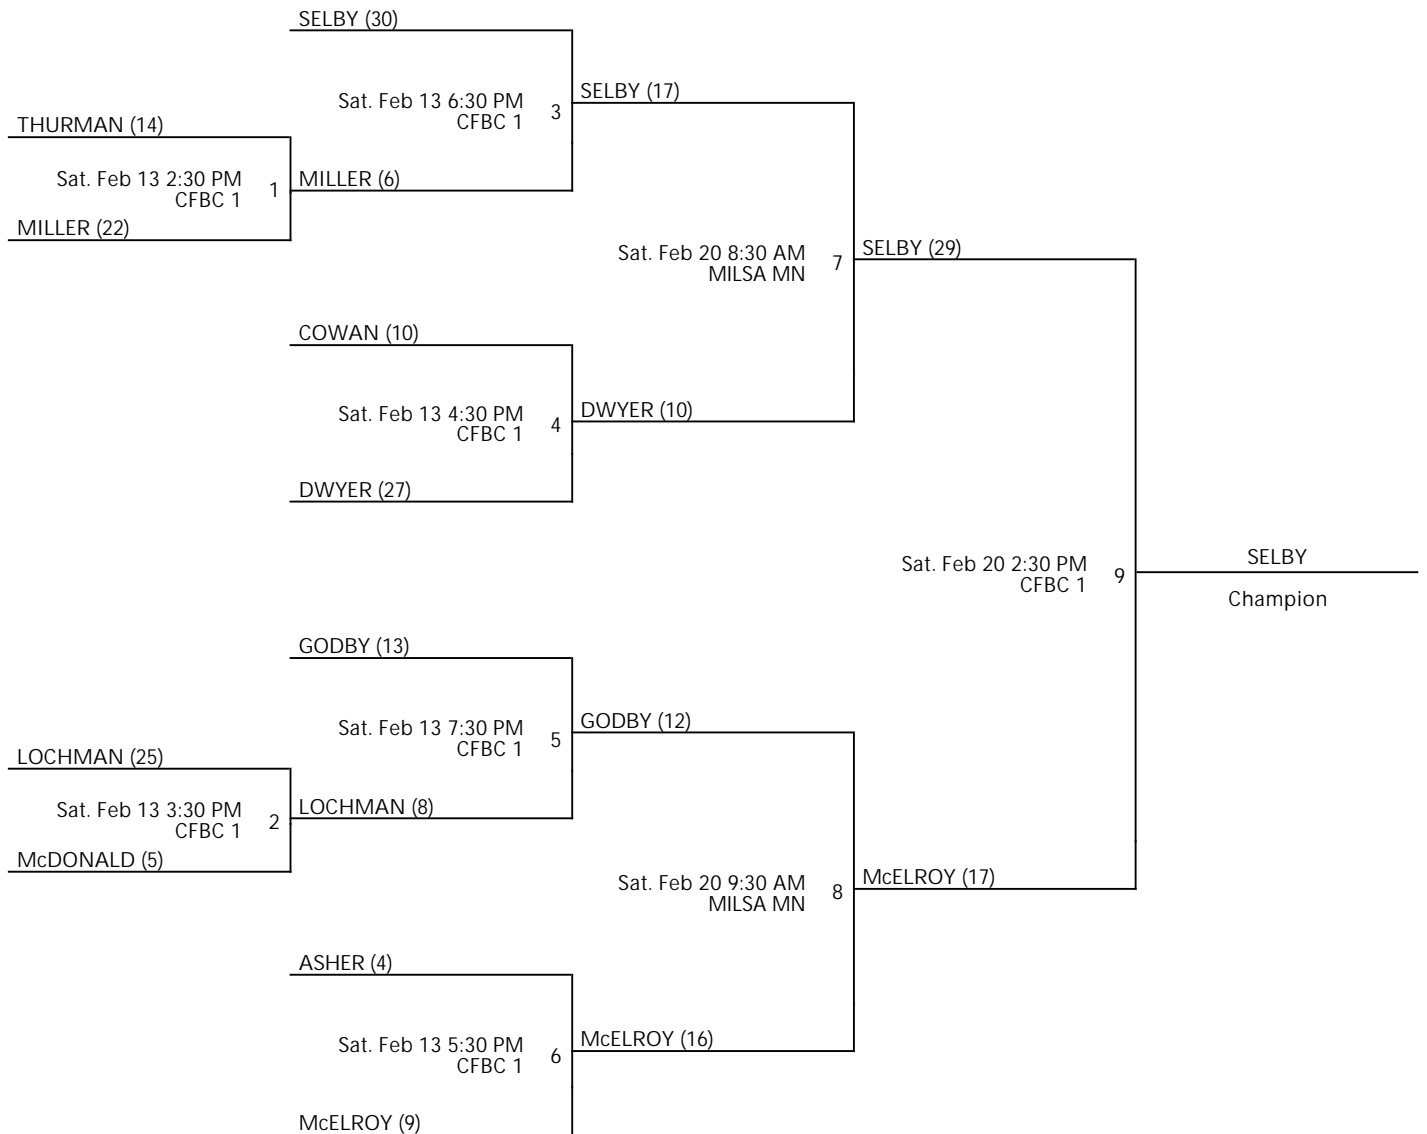 SELBY (30)
Sat. Feb 13 6:30 PM
CFBC 1
3
SELBY (17)
THURMAN (14)
Sat. Feb 13 2:30 PM
CFBC 1
1
MILLER (6)
MILLER (22)
Sat. Feb 20 8:30 AM
MILSA MN
7
SELBY (29)
COWAN (10)
Sat. Feb 13 4:30 PM
CFBC 1
4
DWYER (10)
DWYER (27)
Sat. Feb 20 2:30 PM
CFBC 1
9
SELBY
Champion
GODBY (13)
Sat. Feb 13 7:30 PM
CFBC 1
5
GODBY (12)
LOCHMAN (25)
Sat. Feb 13 3:30 PM
CFBC 1
2
LOCHMAN (8)
McDONALD (5)
Sat. Feb 20 9:30 AM
MILSA MN
8
McELROY (17)
ASHER (4)
Sat. Feb 13 5:30 PM
CFBC 1
6
McELROY (16)
McELROY (9)